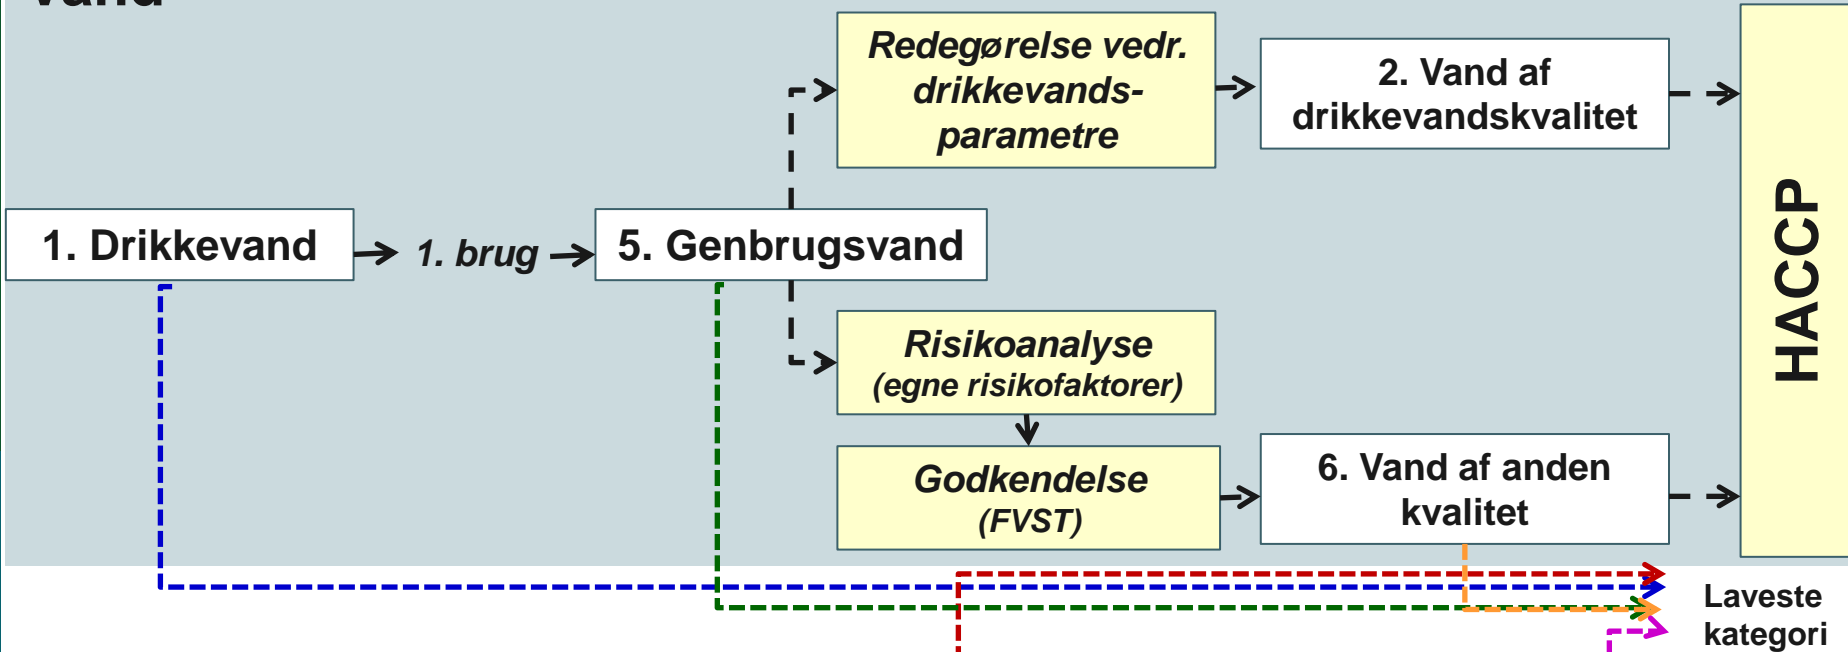 vand
Redegørelse vedr.
drikkevands-
parametre
2. Vand af
drikkevandskvalitet
1. Drikkevand
1. brug
5. Genbrugsvand
HACCP
Risikoanalyse
(egne risikofaktorer)
Godkendelse
(FVST)
6. Vand af anden
kvalitet
Laveste
kategori